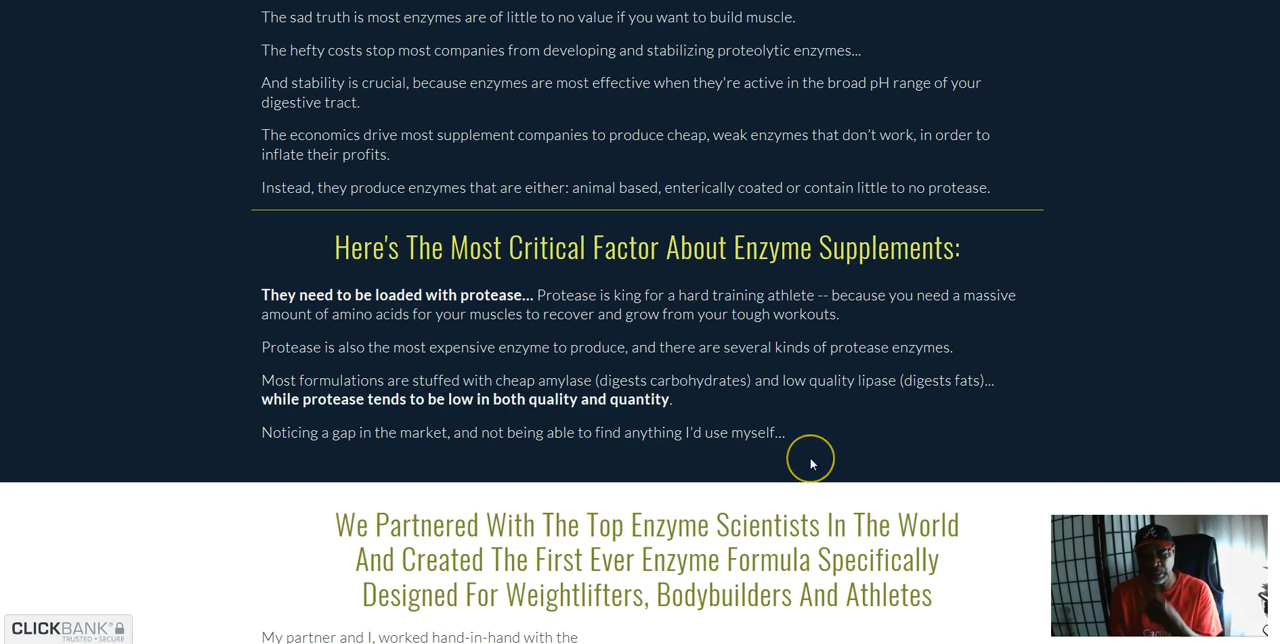 The sad truth is most enzymes are of little to no value if you want to build muscle.
The hefty costs stop most companies from developing and stabilizing proteolytic enzymes...
And stability is crucial, because enzymes are most effective when they're active in the broad pH range of your
digestive tract.
The economics drive most supplement companies to produce cheap, weak enzymes that don't work, in order to
inflate their profits.
Instead, they produce enzymes that are either: animal based, enterically coated or contain little to no protease.
Here's The Most Critical Factor About Enzyme Supplements:
They need to be loaded with protease... Protease is king for a hard training athlete -- because you need a massive
amount of amino acids for your muscles to recover and grow from your tough workouts.
Protease is also the most expensive enzyme to produce, and there are several kinds of protease enzymes.
Most formulations are stuffed with cheap amylase (digests carbohydrates) and low quality lipase (digests fats)...
while protease tends to be low in both quality and quantity.
Noticing a gap in the market, and not being able to find anything I'd use myself...
We Partnered With The Top Enzyme Scientists In The World
And Created The First Ever Enzyme Formula Specifically
Designed For Weightlifters, Bodybuilders And Athletes
My partner and I, worked hand-in-hand with the
CLICKBANK®
TRUSTED • SECURE
A